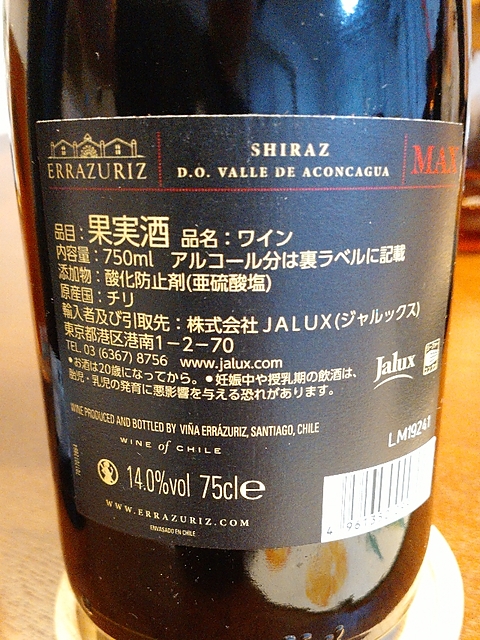 ERRAZURIZ
SHIRAZ
D.O. VALLE DE ACONCAGUA
MAX
品目：果実酒 品名：ワイン
内容量：750ml アルコール分は裏ラベルに記載
添加物：酸化防止剤(亜硫酸塩)
原産国：チリ
輸入者及び引取先：株式会社JALUX(ジャルックス)
東京都港区港南1-2-70
TEL 03 (6367) 8756 www.jalux.com
●お酒は20歳になってから。●妊娠中や授乳期の飲酒は、
胎児・乳児の発育に悪影響を与える恐れがあります。
Jalux
WINE PRODUCED AND BOTTLED BY VIÑA ERRÁZURIZ, SANTIAGO, CHILE
WINE of CHILE
LM19241
14.0%vol 75cle
WWW.ERRAZURIZ.COM
ENVASADO EN CHILE